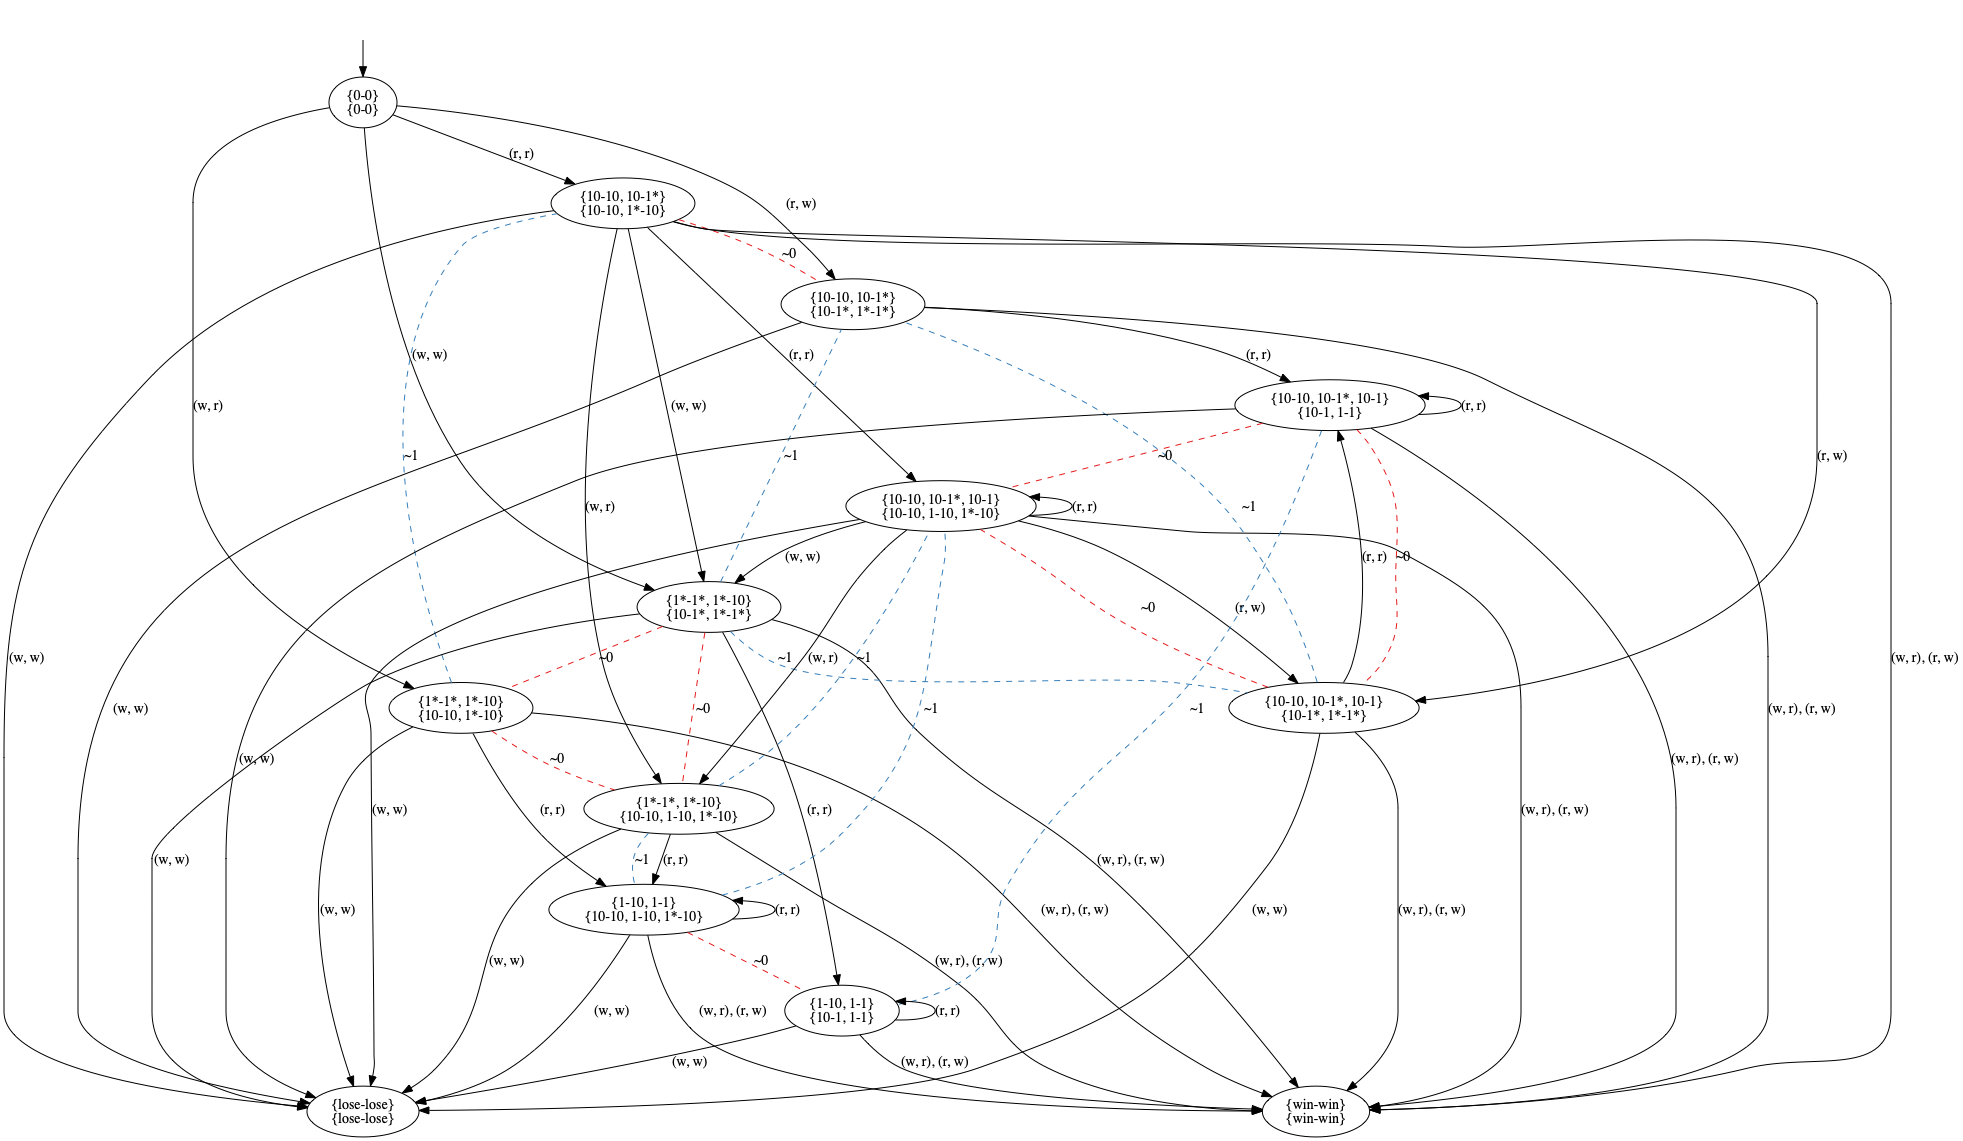 {0-0}
{0-0}
(r, r)
{10-10, 10-1*}
{10-10, 1*-10}
(r, w)
~0
{10-10, 10-1*}
{10-1*, 1*-1*}
(w, w)
(r, r)
(r, r)
(w, r)
(w, w)
{10-10, 10-1*, 10-1}
{10-1, 1-1}
(r, r)
~1
~1
~0
(r, w)
{10-10, 10-1*, 10-1}
{10-10, 1-10, 1*-10}
(r, r)
(w, r)
~1
(w, w)
(r, r)
~0
{1*-1*, 1*-10}
{10-1*, 1*-1*}
~0
(r, w)
(w, w)
~0
~1
(w, r)
~1
(w, r), (r, w)
{1*-1*, 1*-10}
{10-10, 1*-10}
(w, w)
~0
~1
~1
{10-10, 10-1*, 10-1}
{10-1*, 1*-1*}
(w, r), (r, w)
(w, w)
~0
(w, r), (r, w)
{1*-1*, 1*-10}
{10-10, 1-10, 1*-10}
(w, w)
(r, r)
(r, r)
(w, r), (r, w)
(w, w)
~1
(r, r)
(w, r), (r, w)
{1-10, 1-1}
{10-10, 1-10, 1*-10}
(r, r)
(w, w)
(w, r), (r, w)
(w, w)
(w, r), (r, w)
(w, w)
~0
(w, r), (r, w)
{1-10, 1-1}
{10-1, 1-1}
(r, r)
(w, w)
(w, r), (r, w)
(w, w)
(w, r), (r, w)
{lose-lose}
{lose-lose}
{win-win}
{win-win}